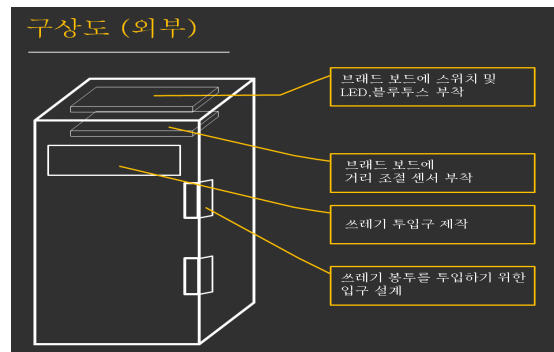 구상도 (외부)
브래드 보드에 스위치 및
LED,블루투스 부착
브래드 보드에
거리 조절 센서 부착
쓰레기 투입구 제작
쓰레기 봉투를 투입하기 위한
입구 설계